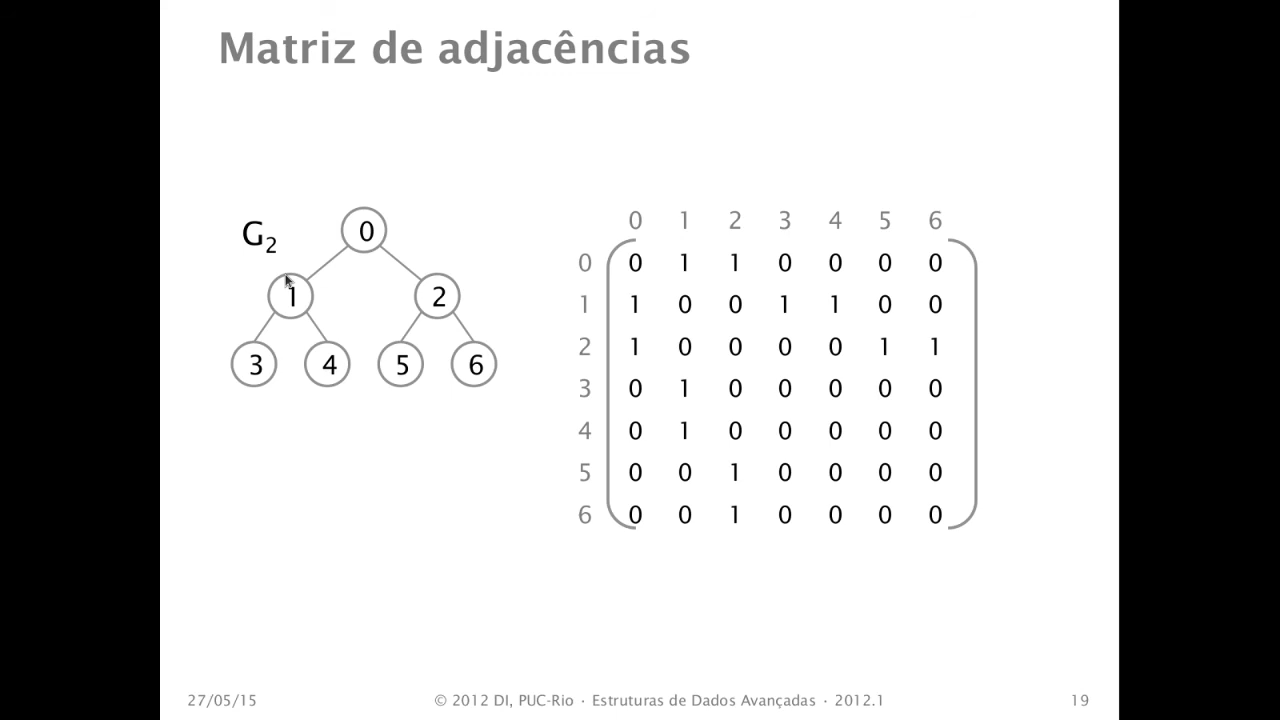 Matriz de adjacências
G2
0
1 2
3 4 5 6
0 1 2 3 4 5 6
0 0 1 1 0 0 0 0
1 1 0 0 1 1 0 0
2 1 0 0 0 0 1 1
3 0 1 0 0 0 0 0
4 0 1 0 0 0 0 0
5 0 0 1 0 0 0 0
6 0 0 1 0 0 0 0
27/05/15 © 2012 DI, PUC-Rio · Estruturas de Dados Avançadas · 2012.1 19